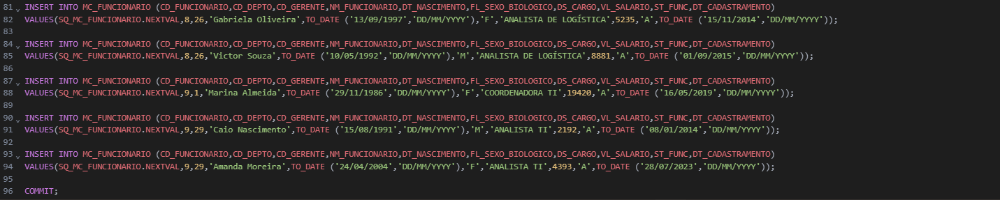 81 INSERT INTO MC_FUNCIONARIO (CD_FUNCIONARIO,CD_DEPTO,CD_GERENTE,NM_FUNCIONARIO,DT_NASCIMENTO,FL_SEXO_BIOLOGICO,DS_CARGO,VL_SALARIO,ST_FUNC,DT_CADASTRAMENTO)
82 VALUES(SQ_MC_FUNCIONARIO.NEXTVAL,8,26,'Gabriela Oliveira',TO_DATE ('13/09/1997','DD/MM/YYYY'),'F','ANALISTA DE LOGÍSTICA',5235,'A',TO_DATE ('15/11/2014','DD/MM/YYYY'));
83
84 INSERT INTO MC_FUNCIONARIO (CD_FUNCIONARIO,CD_DEPTO,CD_GERENTE,NM_FUNCIONARIO,DT_NASCIMENTO,FL_SEXO_BIOLOGICO,DS_CARGO,VL_SALARIO,ST_FUNC,DT_CADASTRAMENTO)
85 VALUES(SQ_MC_FUNCIONARIO.NEXTVAL,8,26,'Victor Souza',TO_DATE ('10/05/1992','DD/MM/YYYY'),'M','ANALISTA DE LOGÍSTICA',8881,'A',TO_DATE ('01/09/2015','DD/MM/YYYY'));
86
87 INSERT INTO MC_FUNCIONARIO (CD_FUNCIONARIO,CD_DEPTO,CD_GERENTE,NM_FUNCIONARIO,DT_NASCIMENTO,FL_SEXO_BIOLOGICO,DS_CARGO,VL_SALARIO,ST_FUNC,DT_CADASTRAMENTO)
88 VALUES(SQ_MC_FUNCIONARIO.NEXTVAL,9,1,'Marina Almeida',TO_DATE ('29/11/1986','DD/MM/YYYY'),'F','COORDENADORA TI',19420,'A',TO_DATE ('16/05/2019','DD/MM/YYYY'));
89
90 INSERT INTO MC_FUNCIONARIO (CD_FUNCIONARIO,CD_DEPTO,CD_GERENTE,NM_FUNCIONARIO,DT_NASCIMENTO,FL_SEXO_BIOLOGICO,DS_CARGO,VL_SALARIO,ST_FUNC,DT_CADASTRAMENTO)
91 VALUES(SQ_MC_FUNCIONARIO.NEXTVAL,9,29,'Caio Nascimento',TO_DATE ('15/08/1991','DD/MM/YYYY'),'M','ANALISTA TI',2192,'A',TO_DATE ('08/01/2014','DD/MM/YYYY'));
92
93 INSERT INTO MC_FUNCIONARIO (CD_FUNCIONARIO,CD_DEPTO,CD_GERENTE,NM_FUNCIONARIO,DT_NASCIMENTO,FL_SEXO_BIOLOGICO,DS_CARGO,VL_SALARIO,ST_FUNC,DT_CADASTRAMENTO)
94 VALUES(SQ_MC_FUNCIONARIO.NEXTVAL,9,29,'Amanda Moreira',TO_DATE ('24/04/2004','DD/MM/YYYY'),'F','ANALISTA TI',4393,'A',TO_DATE ('28/07/2023','DD/MM/YYYY'));
95
96 COMMIT;